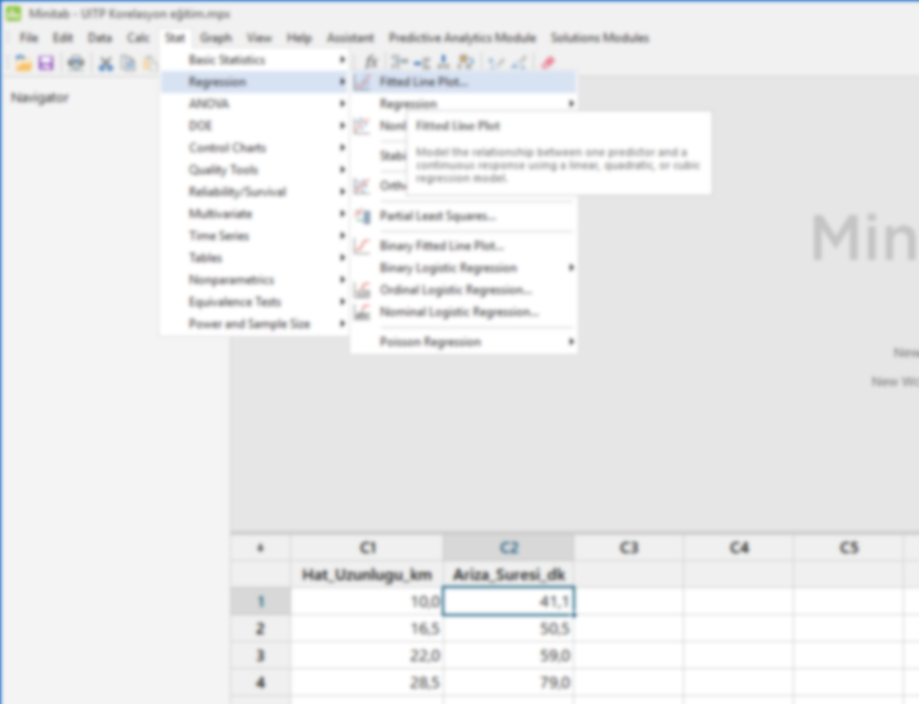 Minitab - UITP Korelasyon eğitim.mpx
File Edit Data Calc Stat Graph View Help Assistant Predictive Analytics Module Solutions Modules
Navigator
Basic Statistics
Regression
ANOVA
DOE
Control Charts
Quality Tools
Reliability/Survival
Multivariate
Time Series
Tables
Nonparametrics
Equivalence Tests
Power and Sample Size
Fitted Line Plot...
Regression
Nonl
Stabi
Orth
Partial Least Squares...
Binary Fitted Line Plot...
Binary Logistic Regression
Ordinal Logistic Regression...
Nominal Logistic Regression...
Poisson Regression
Fitted Line Plot
Model the relationship between one predictor and a
continuous response using a linear, quadratic, or cubic
regression model.
Min
New
New Wo
+ C1 C2 C3 C4 C5
Hat_Uzunlugu_km Ariza_Suresi_dk
1 10,0 41,1
2 16,5 50,5
3 22,0 59,0
4 28,5 79,0